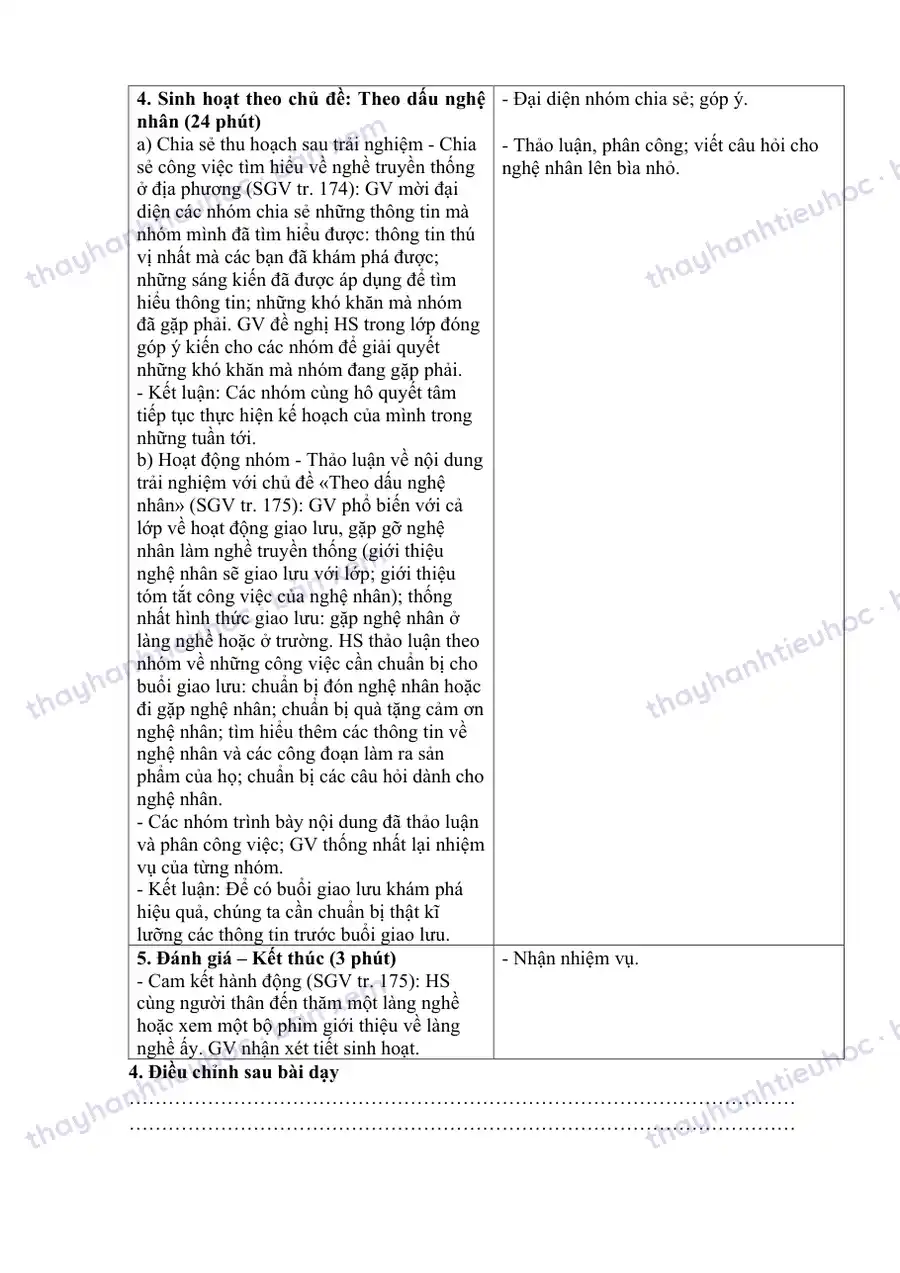 4. Sinh hoạt theo chủ đề: Theo dấu nghệ
nhân (24 phút)
a) Chia sẻ thu hoạch sau trải nghiệm - Chia
sẻ công việc tìm hiểu về nghề truyền thống
ở địa phương (SGV tr. 174): GV mời đại
diện các nhóm chia sẻ những thông tin mà
nhóm mình đã tìm hiểu được: thông tin thú
vị nhất mà các bạn đã khám phá được;
những sáng kiến đã được áp dụng để tìm
hiểu thông tin; những khó khăn mà nhóm
đã gặp phải. GV đề nghị HS trong lớp đóng
góp ý kiến cho các nhóm để giải quyết
những khó khăn mà nhóm đang gặp phải.
- Kết luận: Các nhóm cùng hô quyết tâm
tiếp tục thực hiện kế hoạch của mình trong
những tuần tới.
b) Hoạt động nhóm - Thảo luận về nội dung
trải nghiệm với chủ đề «Theo dấu nghệ
nhân» (SGV tr. 175): GV phổ biến với cả
lớp về hoạt động giao lưu, gặp gỡ nghệ
nhân làm nghề truyền thống (giới thiệu
nghệ nhân sẽ giao lưu với lớp; giới thiệu
tóm tắt công việc của nghệ nhân); thống
nhất hình thức giao lưu: gặp nghệ nhân ở
làng nghề hoặc ở trường. HS thảo luận theo
nhóm về những công việc cần chuẩn bị cho
buổi giao lưu: chuẩn bị đón nghệ nhân hoặc
đi gặp nghệ nhân; chuẩn bị quà tặng cảm ơn
nghệ nhân; tìm hiểu thêm các thông tin về
nghệ nhân và các công đoạn làm ra sản
phẩm của họ; chuẩn bị các câu hỏi dành cho
nghệ nhân.
- Các nhóm trình bày nội dung đã thảo luận
và phân công việc; GV thống nhất lại nhiệm
vụ của từng nhóm.
- Kết luận: Để có buổi giao lưu khám phá
hiệu quả, chúng ta cần chuẩn bị thật kĩ
lưỡng các thông tin trước buổi giao lưu.
- Đại diện nhóm chia sẻ; góp ý.
- Thảo luận, phân công; viết câu hỏi cho
nghệ nhân lên bìa nhỏ.
5. Đánh giá – Kết thúc (3 phút)
- Cam kết hành động (SGV tr. 175): HS
cùng người thân đến thăm một làng nghề
hoặc xem một bộ phim giới thiệu về làng
nghề ấy. GV nhận xét tiết sinh hoạt.
- Nhận nhiệm vụ.
4. Điều chỉnh sau bài dạy
thayhanhtieuhoc · bản xem
thayhanhtieuhoc · b
thayhanhtieuhoc · bản xem
thayhanhtieuhoc · b
thayhanhtieuhoc · bản xem
thayhanhtieuhoc · b